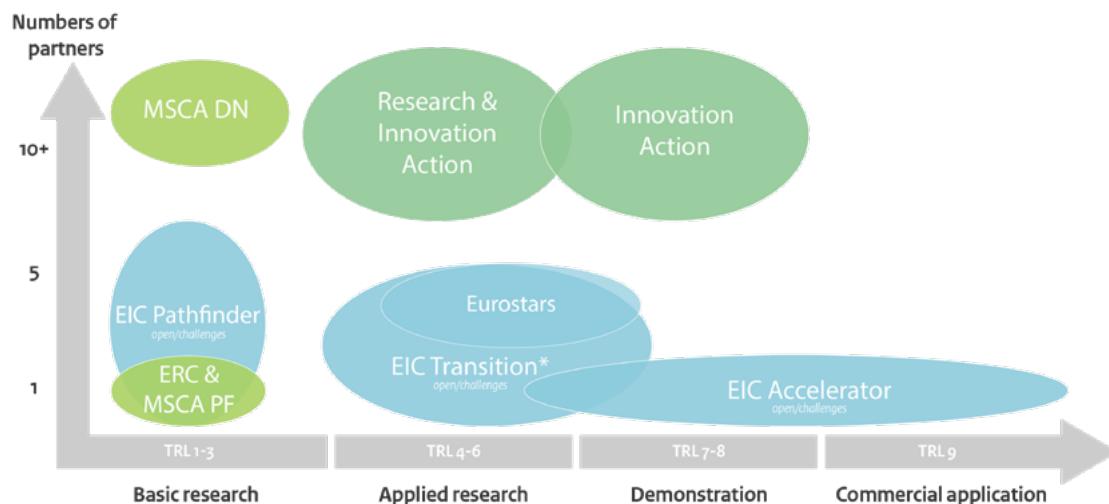 Numbers of
partners
10+
5
1
MSCA DN
Research &
Innovation
Action
Innovation
Action
EIC Pathfinder
open/challenges
ERC &
MSCA PF
Eurostars
EIC Transition*
open/challenges
EIC Accelerator
open/challenges
TRL 1-3
TRL 4-6
TRL 7-8
TRL 9
Basic research
Applied research
Demonstration
Commercial application